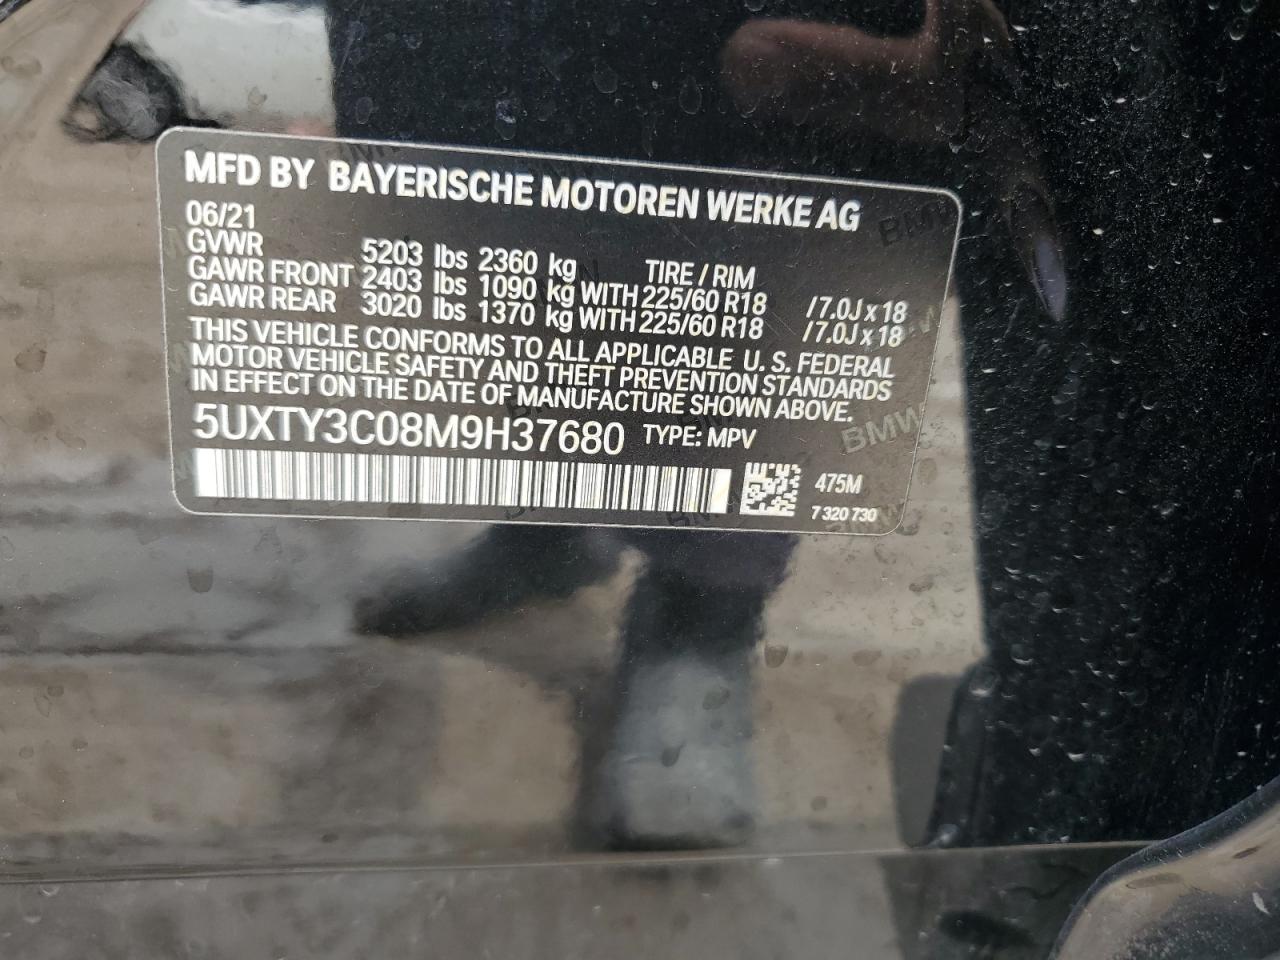 MFD BY BAYERISCHE MOTOREN WERKE AG
06/21
GVWR 5203 lbs 2360 kg TIRE / RIM
GAWR FRONT 2403 lbs 1090 kg WITH 225/60 R18 /7.0J x 18
GAWR REAR 3020 lbs 1370 kg WITH 225/60 R18 /7.0J x 18
THIS VEHICLE CONFORMS TO ALL APPLICABLE U. S. FEDERAL
MOTOR VEHICLE SAFETY AND THEFT PREVENTION STANDARDS
IN EFFECT ON THE DATE OF MANUFACTURE SHOWN ABOVE.
5UXTY3C08M9H37680 TYPE: MPV
475M
7 320 730
BMW
BMW